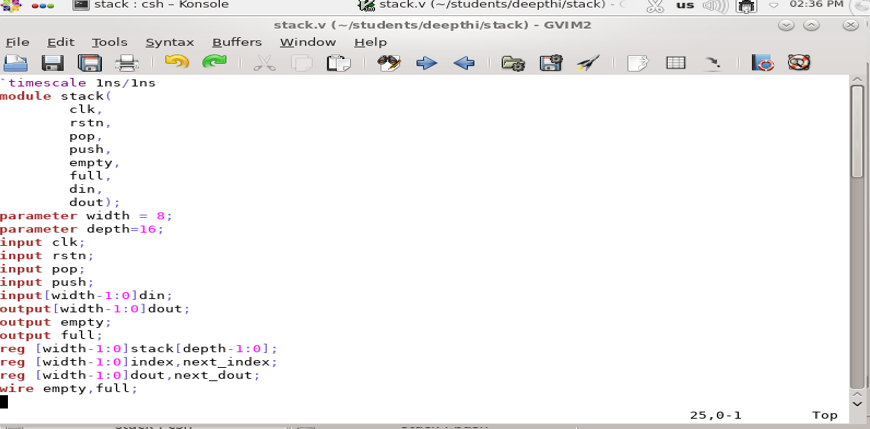 stack : csh – Konsole
stack.v (~/students/deepthi/stack) -
us
02:36 PM
stack.v (~/students/deepthi/stack) - GVIM2
File Edit Tools Syntax Buffers Window Help
`timescale 1ns/1ns
module stack(
clk,
rstn,
pop,
push,
empty,
full,
din,
dout);
parameter width = 8;
parameter depth=16;
input clk;
input rstn;
input pop;
input push;
input[width-1:0]din;
output[width-1:0]dout;
output empty;
output full;
reg [width-1:0]stack[depth-1:0];
reg [width-1:0]index,next_index;
reg [width-1:0]dout,next_dout;
wire empty,full;
25,0-1 Top